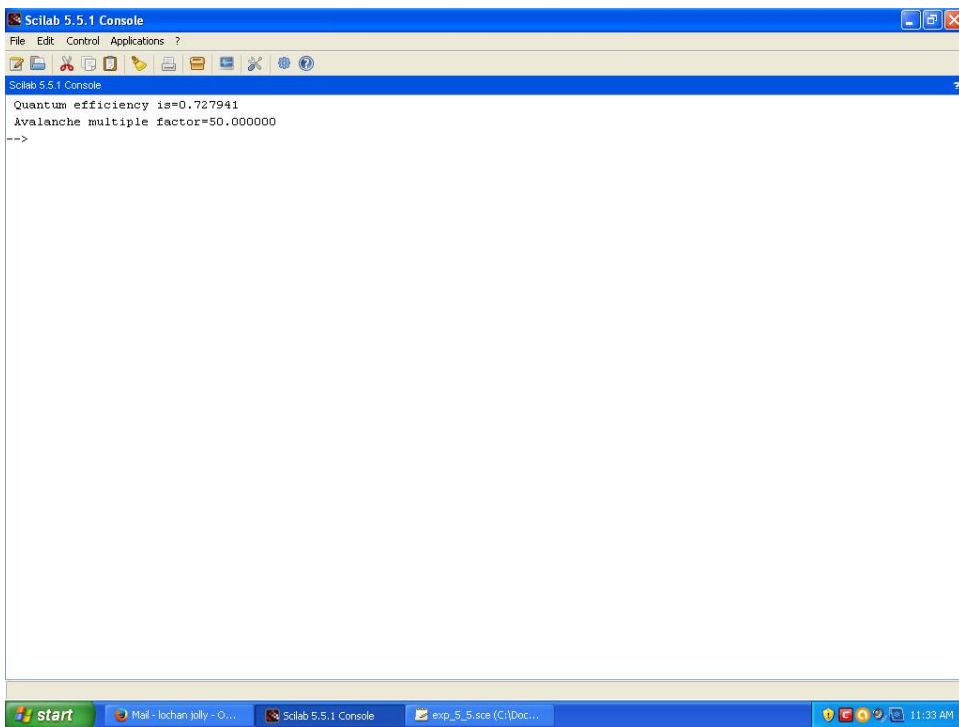 Scilab 5.5.1 Console
File Edit Control Applications ?
Scilab 5.5.1 Console ?
Quantum efficiency is=0.727941
Avalanche multiple factor=50.000000
-->
start Mail - lochan jolly - O... Scilab 5.5.1 Console exp_5_5.sce (C:\Doc... 11:33 AM